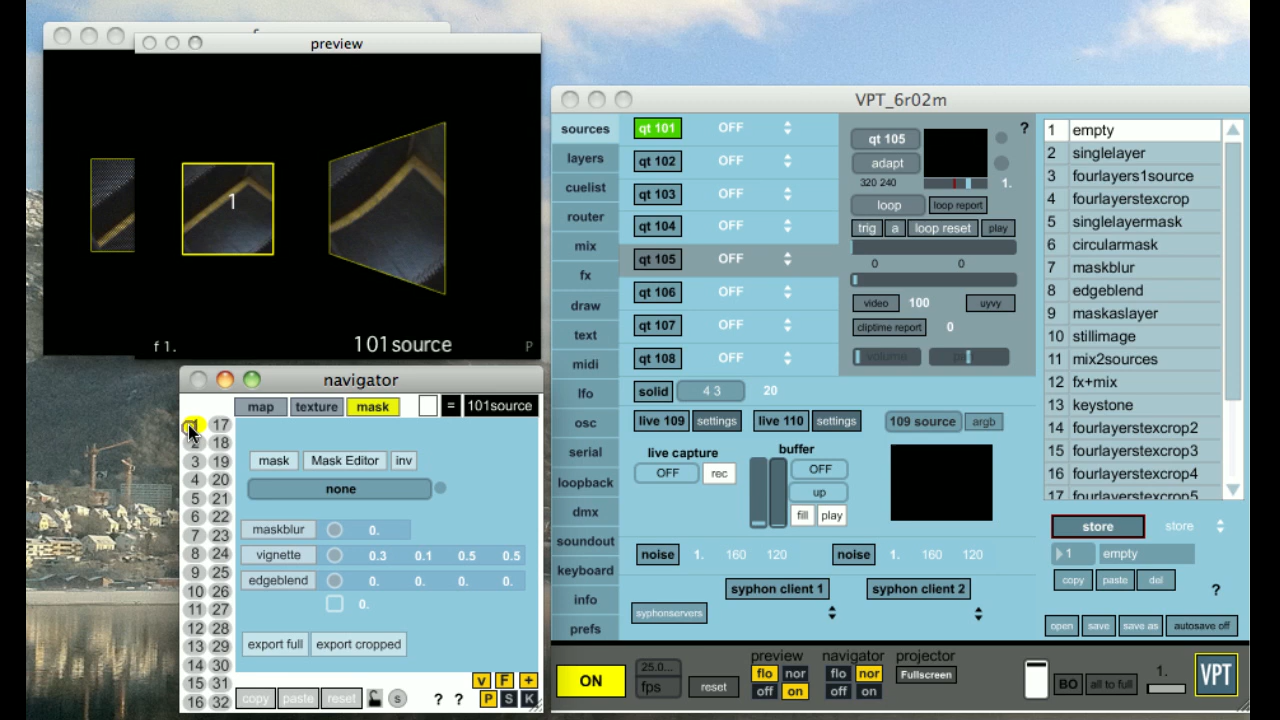 preview
1
f 1.
101source
P
navigator
map texture mask = 101source
1 17
2 18
3 19
4 20
5 21
6 22
7 23
8 24
9 25
10 26
11 27
12 28
13 29
14 30
15 31
16 32
mask Mask Editor inv
none
maskblur 0.
vignette 0.3 0.1 0.5 0.5
edgeblend 0. 0. 0. 0.
0.
export full export cropped
v F +
copy paste reset s ? ? P S K
VPT_6r02m
sources
layers
cuelist
router
mix
fx
draw
text
midi
lfo
osc
serial
loopback
dmx
soundout
keyboard
info
prefs
qt 101 OFF
qt 102 OFF
qt 103 OFF
qt 104 OFF
qt 105 OFF
qt 106 OFF
qt 107 OFF
qt 108 OFF
solid 4 3 20
qt 105 ?
adapt
320 240 1.
loop loop report
trig a loop reset play
0 0
video 100 uyvy
cliptime report 0
volume
live 109 settings live 110 settings 109 source argb
live capture buffer
OFF rec OFF
up
fill play
noise 1. 160 120 noise 1. 160 120
syphon client 1 syphon client 2
syphonservers
1 empty
2 singlelayer
3 fourlayers1source
4 fourlayerstexcrop
5 singlelayermask
6 circularmask
7 maskblur
8 edgeblend
9 maskaslayer
10 stillimage
11 mix2sources
12 fx+mix
13 keystone
14 fourlayerstexcrop2
15 fourlayerstexcrop3
16 fourlayerstexcrop4
17 fourlayerstexcrop5
store store
1 empty
copy paste del ?
open save save as autosave off
ON 25.0... fps reset
preview navigator projector
flo nor flo nor Fullscreen
off on off on
BO all to full 1. VPT